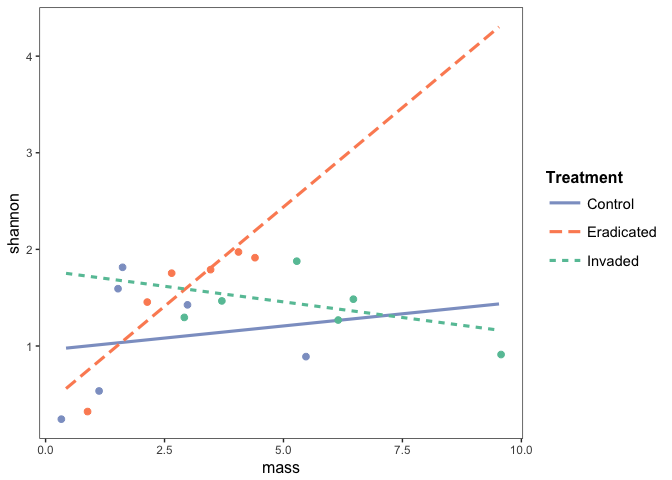 4
3
2
1
shannon
0.0 2.5 5.0 7.5 10.0
mass
Treatment
Control
Eradicated
Invaded